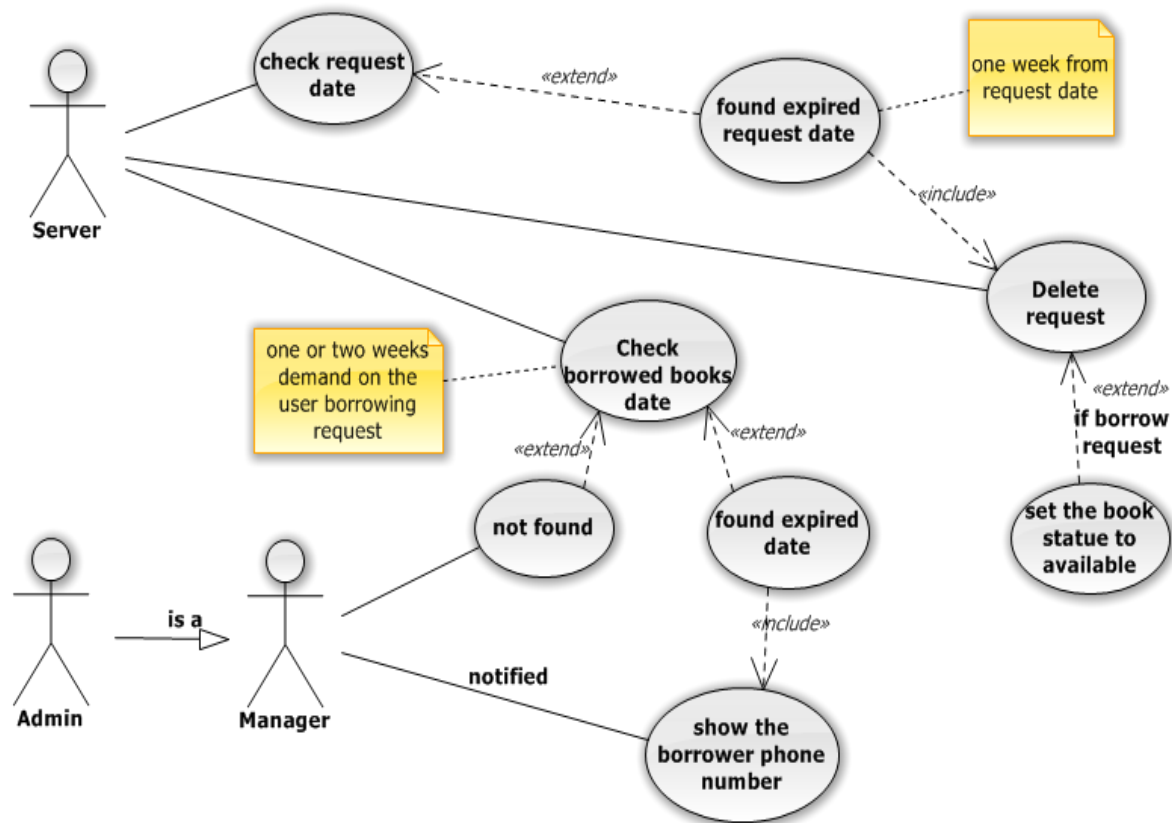 check request
date
«extend»
found expired
request date
one week from
request date
Server
«include»
Delete
request
one or two weeks
demand on the
user borrowing
request
Check
borrowed books
date
«extend»
«extend»
«extend»
if borrow
request
not found
found expired
date
set the book
statue to
available
is a
«include»
Admin
Manager
notified
show the
borrower phone
number